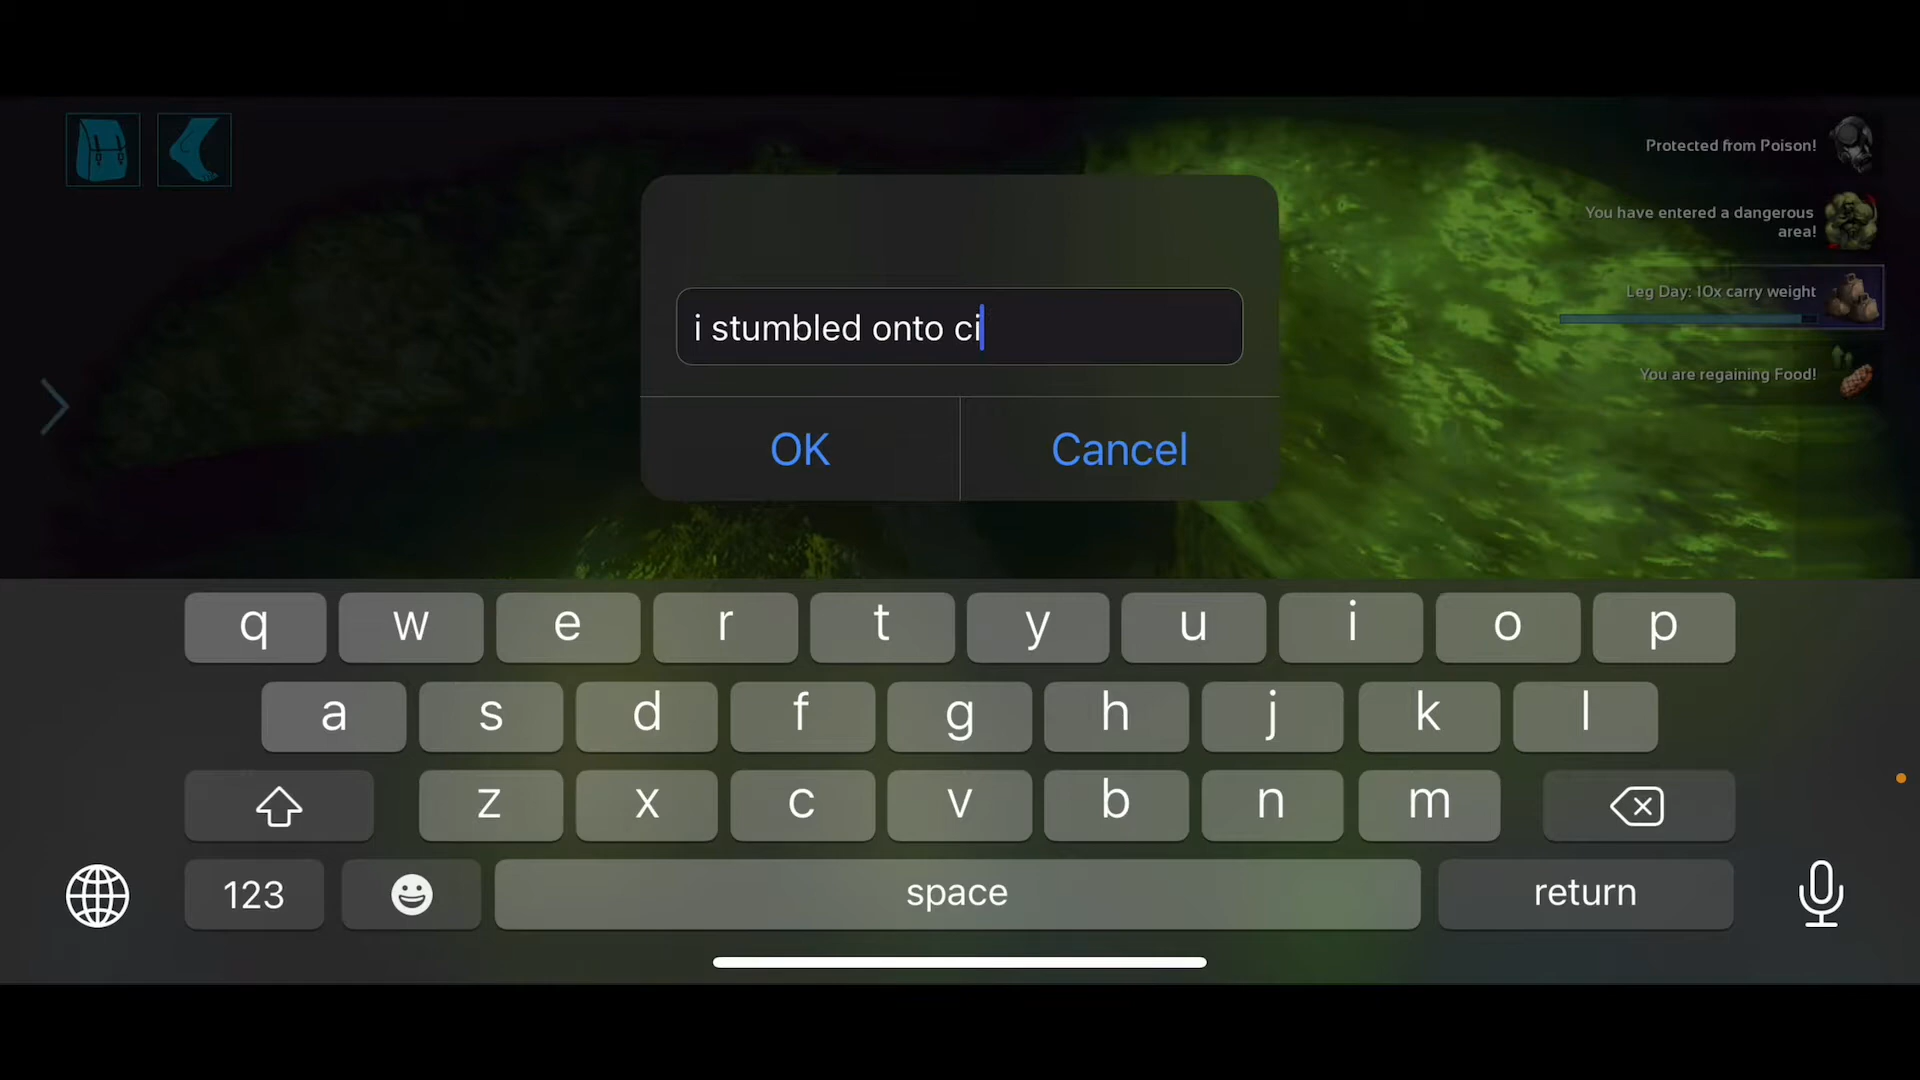 Protected from Poison!
You have entered a dangerous
area!
i stumbled onto ci
Leg Day: 10x carry weight
You are regaining Food!
OK
Cancel
q w e r t y u i o p
a s d f g h j k l
z x c v b n m
123
space
return